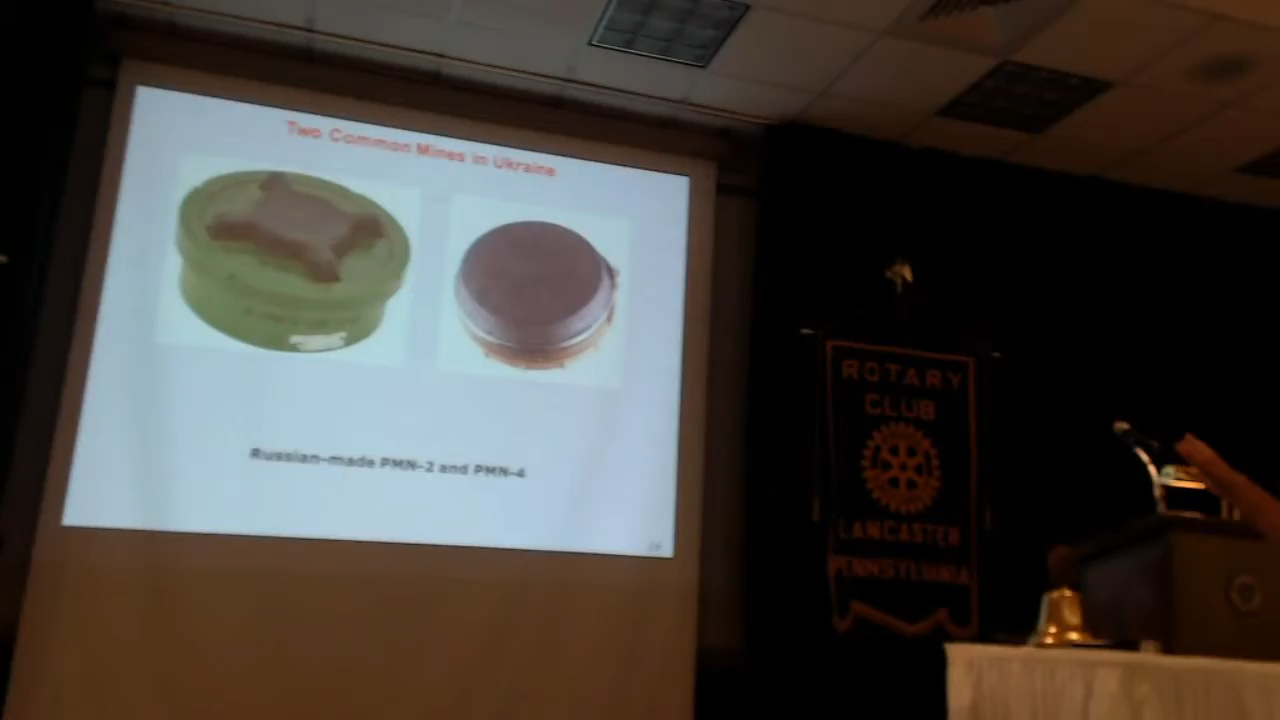 Two Common Mines in Ukraine
Russian-made PMN-2 and PMN-4
ROTARY
CLUB
LANCASTER
PENNSYLVANIA